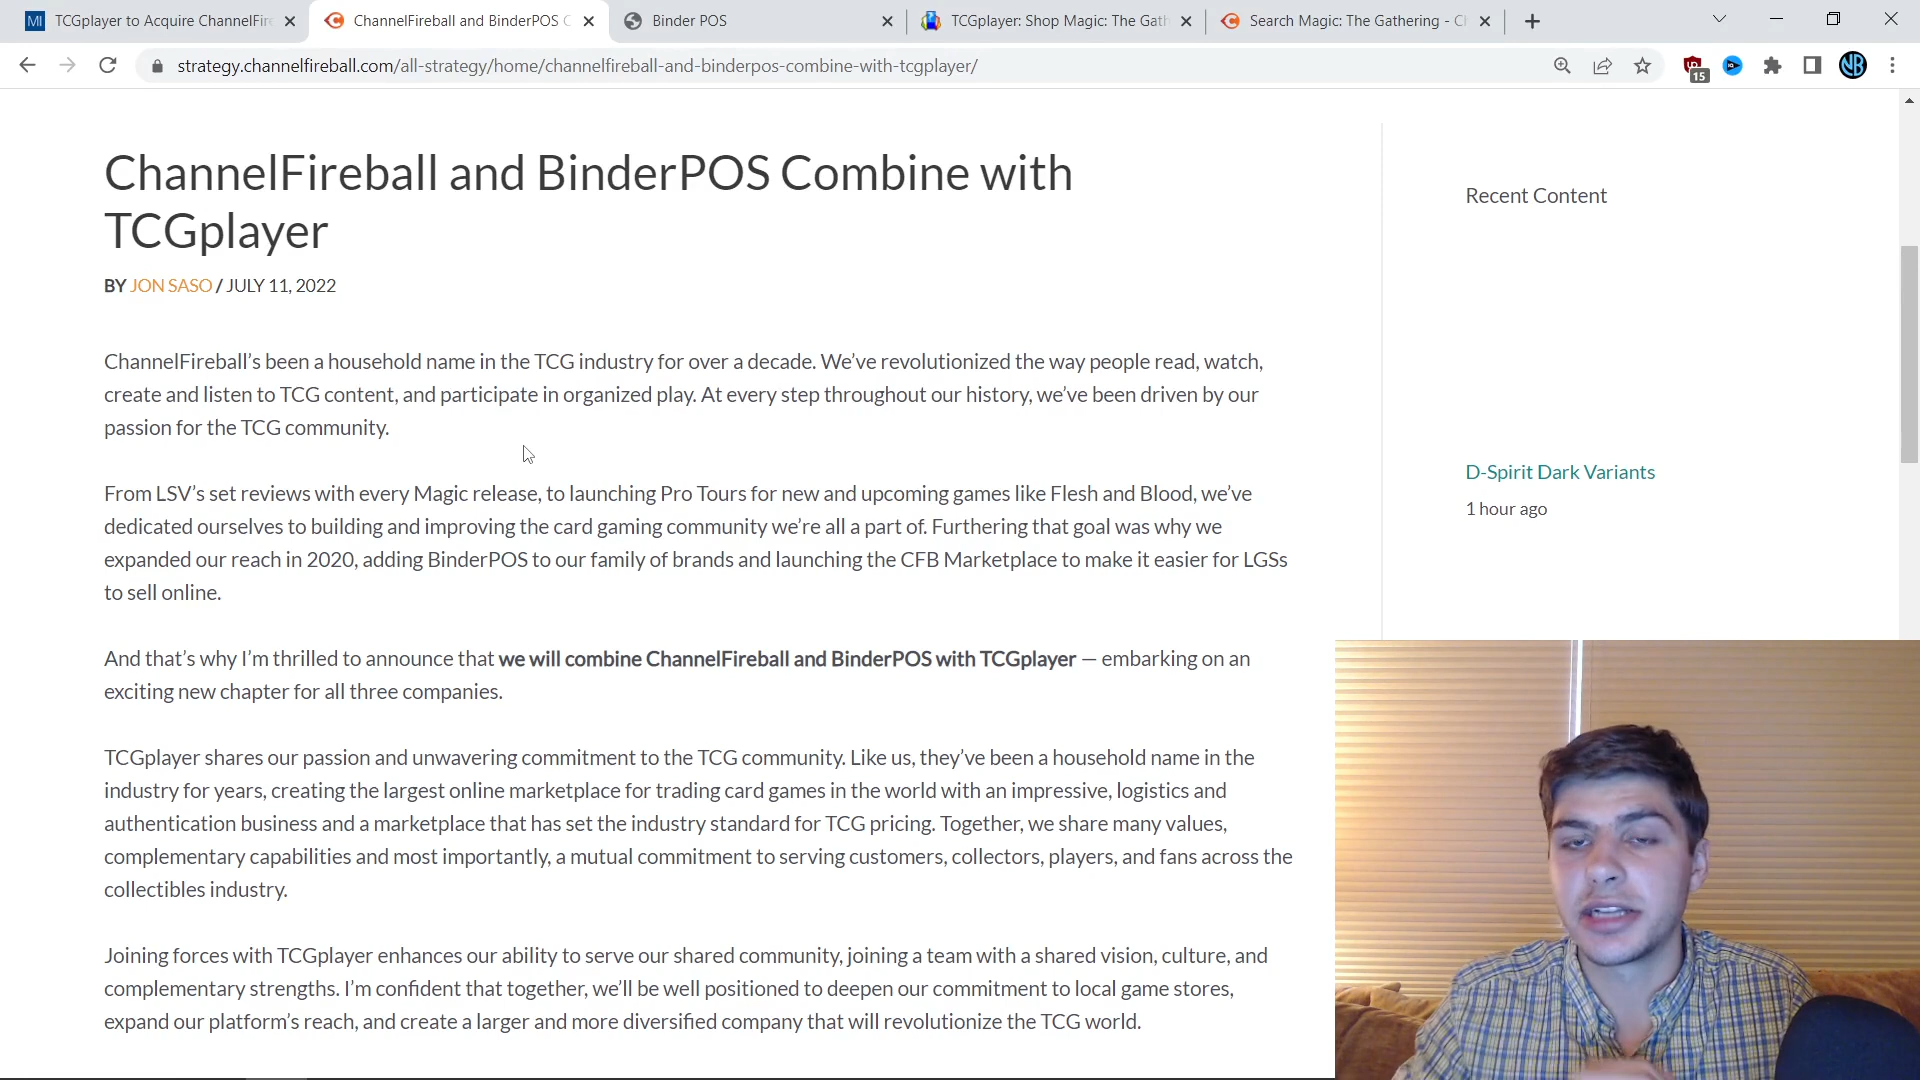 TCGplayer to Acquire ChannelFire
ChannelFireball and BinderPOS C
Binder POS
TCGplayer: Shop Magic: The Gath
Search Magic: The Gathering - Ch
strategy.channelfireball.com/all-strategy/home/channelfireball-and-binderpos-combine-with-tcgplayer/
15
ChannelFireball and BinderPOS Combine with
TCGplayer
BY JON SASO / JULY 11, 2022
ChannelFireball's been a household name in the TCG industry for over a decade. We've revolutionized the way people read, watch,
create and listen to TCG content, and participate in organized play. At every step throughout our history, we've been driven by our
passion for the TCG community.
From LSV's set reviews with every Magic release, to launching Pro Tours for new and upcoming games like Flesh and Blood, we've
dedicated ourselves to building and improving the card gaming community we're all a part of. Furthering that goal was why we
expanded our reach in 2020, adding BinderPOS to our family of brands and launching the CFB Marketplace to make it easier for LGSs
to sell online.
And that's why I'm thrilled to announce that we will combine ChannelFireball and BinderPOS with TCGplayer — embarking on an
exciting new chapter for all three companies.
TCGplayer shares our passion and unwavering commitment to the TCG community. Like us, they've been a household name in the
industry for years, creating the largest online marketplace for trading card games in the world with an impressive, logistics and
authentication business and a marketplace that has set the industry standard for TCG pricing. Together, we share many values,
complementary capabilities and most importantly, a mutual commitment to serving customers, collectors, players, and fans across the
collectibles industry.
Joining forces with TCGplayer enhances our ability to serve our shared community, joining a team with a shared vision, culture, and
complementary strengths. I'm confident that together, we'll be well positioned to deepen our commitment to local game stores,
expand our platform's reach, and create a larger and more diversified company that will revolutionize the TCG world.
Recent Content
D-Spirit Dark Variants
1 hour ago